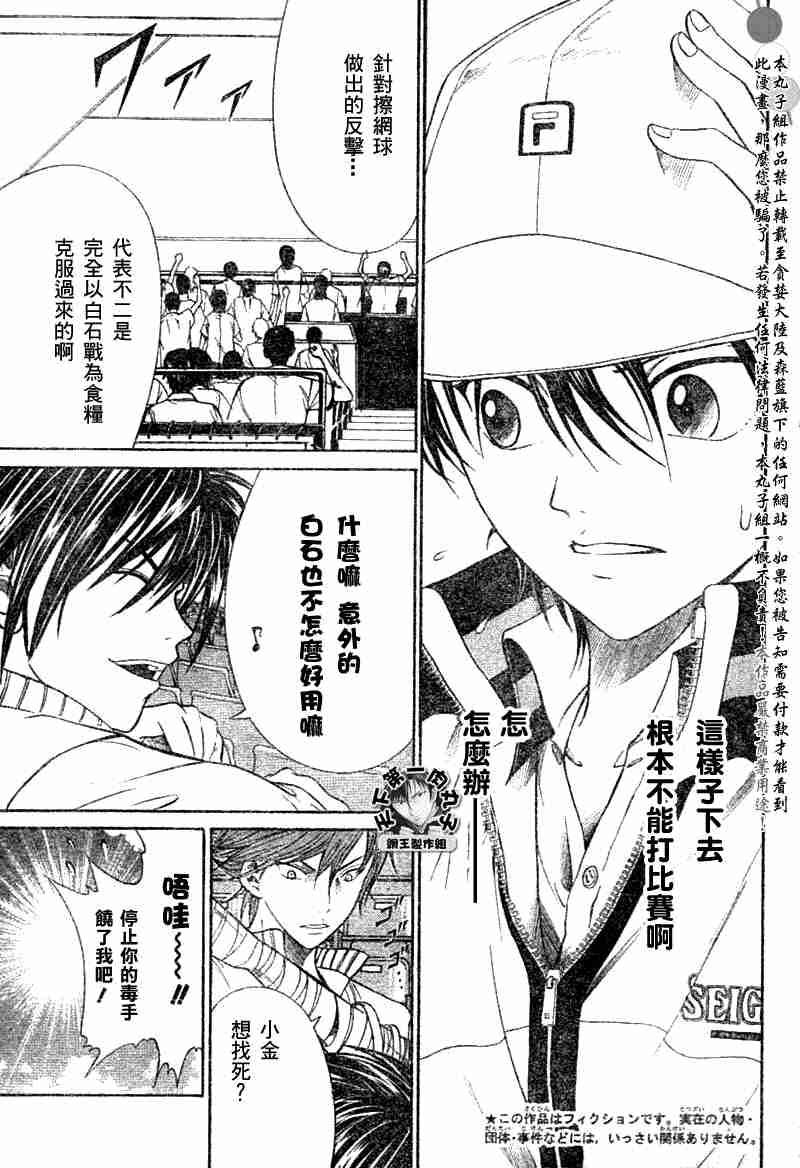 本丸子組作品禁止轉載至貪婪大陸及森藍旗下的任何網站。如果您被告知需要付款才能看到
此漫畫，那麼您被騙了。若發生任何法律問題，本丸子組一概不負責！本作品嚴禁商業用途。
F
針對擦網球
做出的反擊…
代表不二是
完全以白石戰為食糧
克服過來的啊
這樣子下去
根本不能打比賽啊
怎
怎麼辦——
SEIG
什麼嘛 意外的
白石也不怎麼好用嘛
♪
天下第一肉丸子
網王製作組
小金
想找死？
唔哇～～!!
停止你的毒手
饒了我吧！
★この作品はフィクションです。実在の人物・
団体・事件などには、いっさい関係ありません。